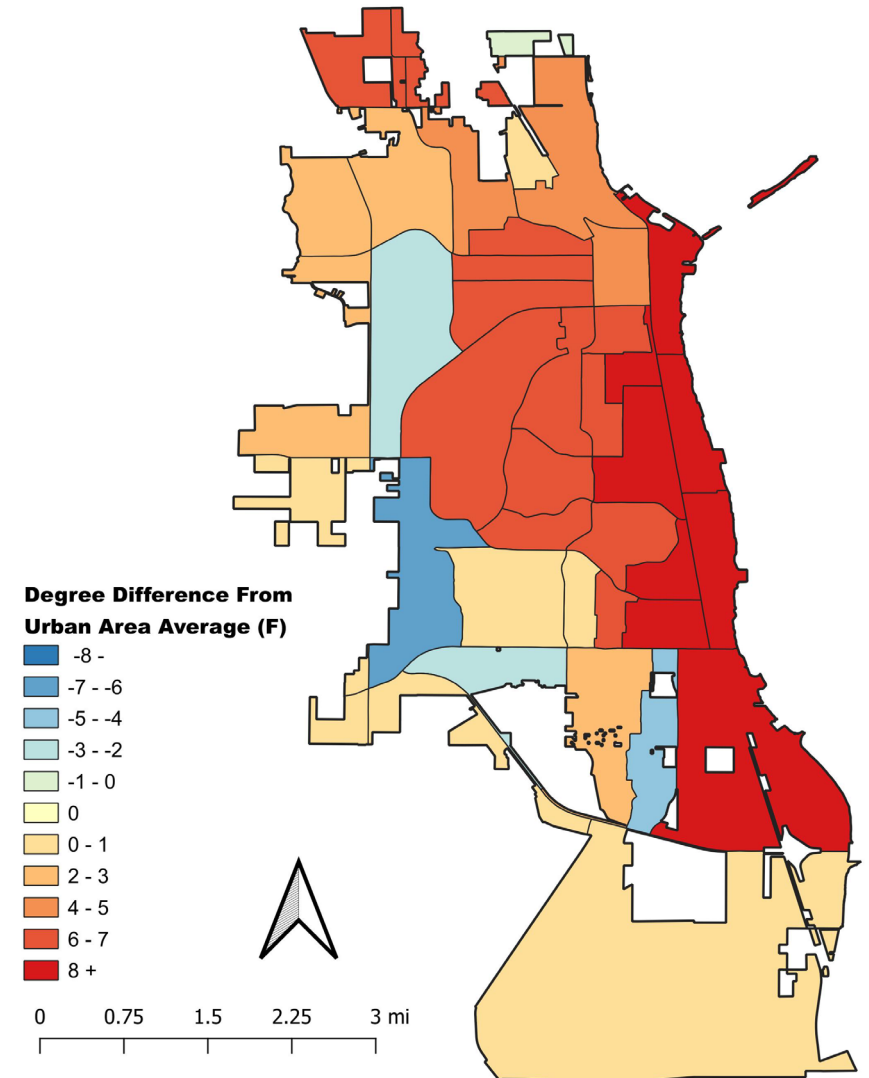 Degree Difference From
Urban Area Average (F)
-8 -
-7 - -6
-5 - -4
-3 - -2
-1 - 0
0
0 - 1
2 - 3
4 - 5
6 - 7
8 +
0 0.75 1.5 2.25 3 mi